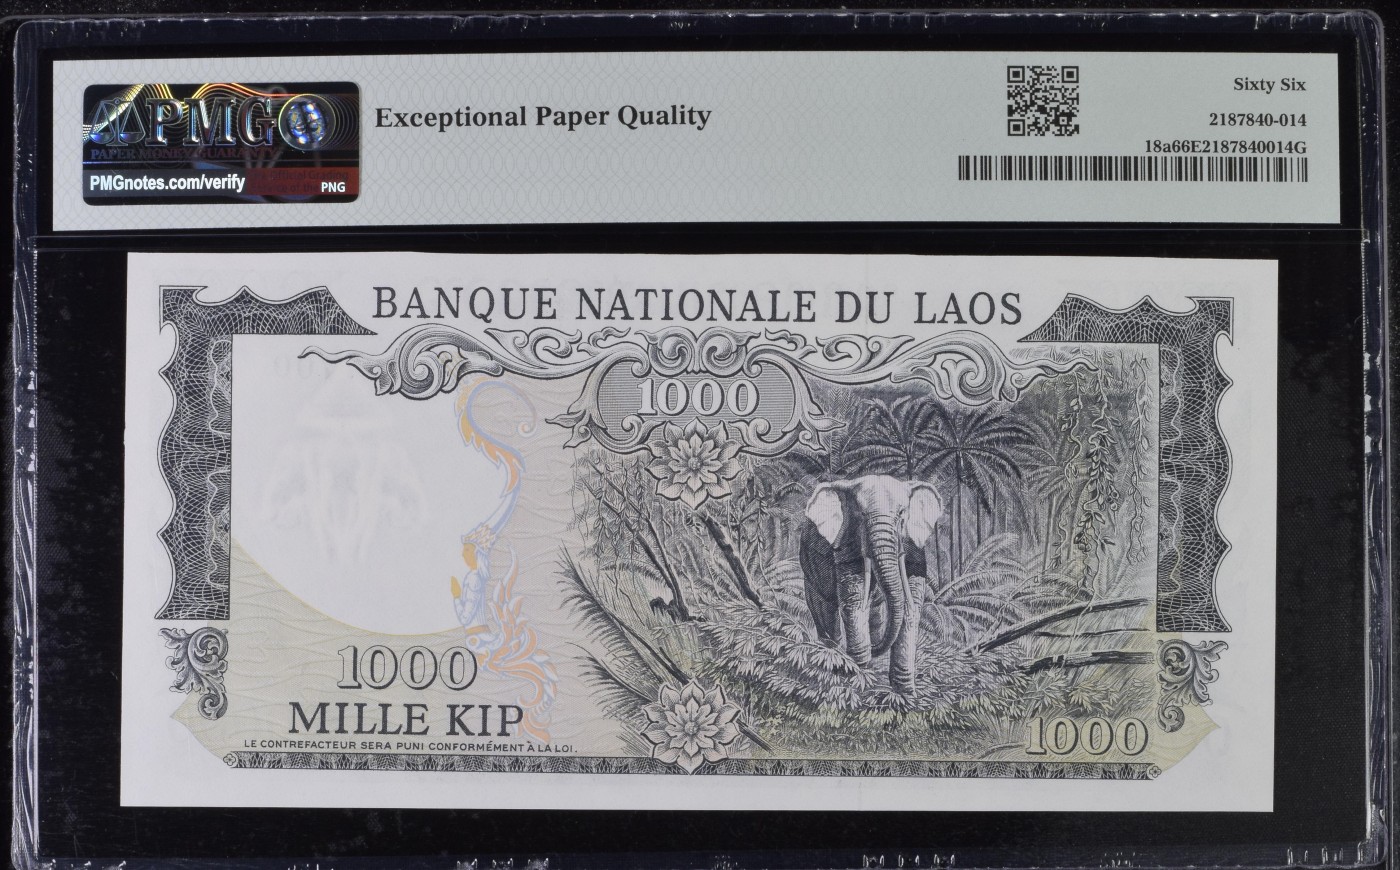 PMG
PAPER MONEY GUARANTY
PMGnotes.com/verify
PNG
Exceptional Paper Quality
Sixty Six
2187840-014
18a66E2187840014G
BANQUE NATIONALE DU LAOS
1000
1000
MILLE KIP
LE CONTREFACTEUR SERA PUNI CONFORMÉMENT À LA LOI.
1000